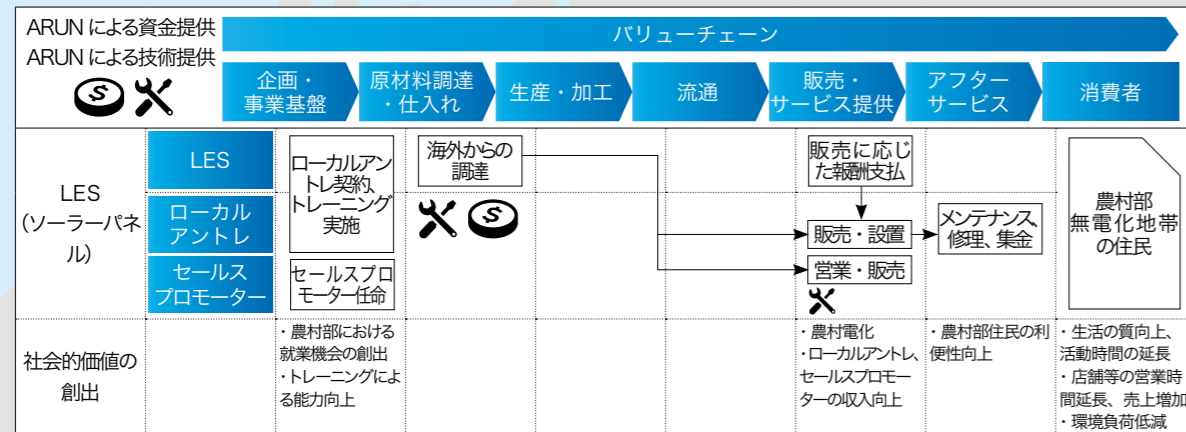 ARUN による資金提供
ARUN による技術提供
バリューチェーン
企画・
事業基盤
原材料調達
・仕入れ
生産・加工
流通
販売・
サービス提供
アフター
サービス
消費者
LES
(ソーラーパネ
ル)
LES
ローカル
アントレ
セールス
プロモーター
ローカルアン
トレ契約、
トレーニング
実施
セールスプロ
モーター任命
海外からの
調達
販売に応じ
た報酬支払
販売・設置
営業・販売
メンテナンス、
修理、集金
農村部
無電化地帯
の住民
社会的価値の
創出
・農村部における
就業機会の創出
・トレーニングによ
る能力向上
・農村電化
・ローカルアントレ、
セールスプロモー
ターの収入向上
・農村部住民の利
便性向上
・生活の質向上、
活動時間の延長
・店舗等の営業時
間延長、売上増加
・環境負荷低減